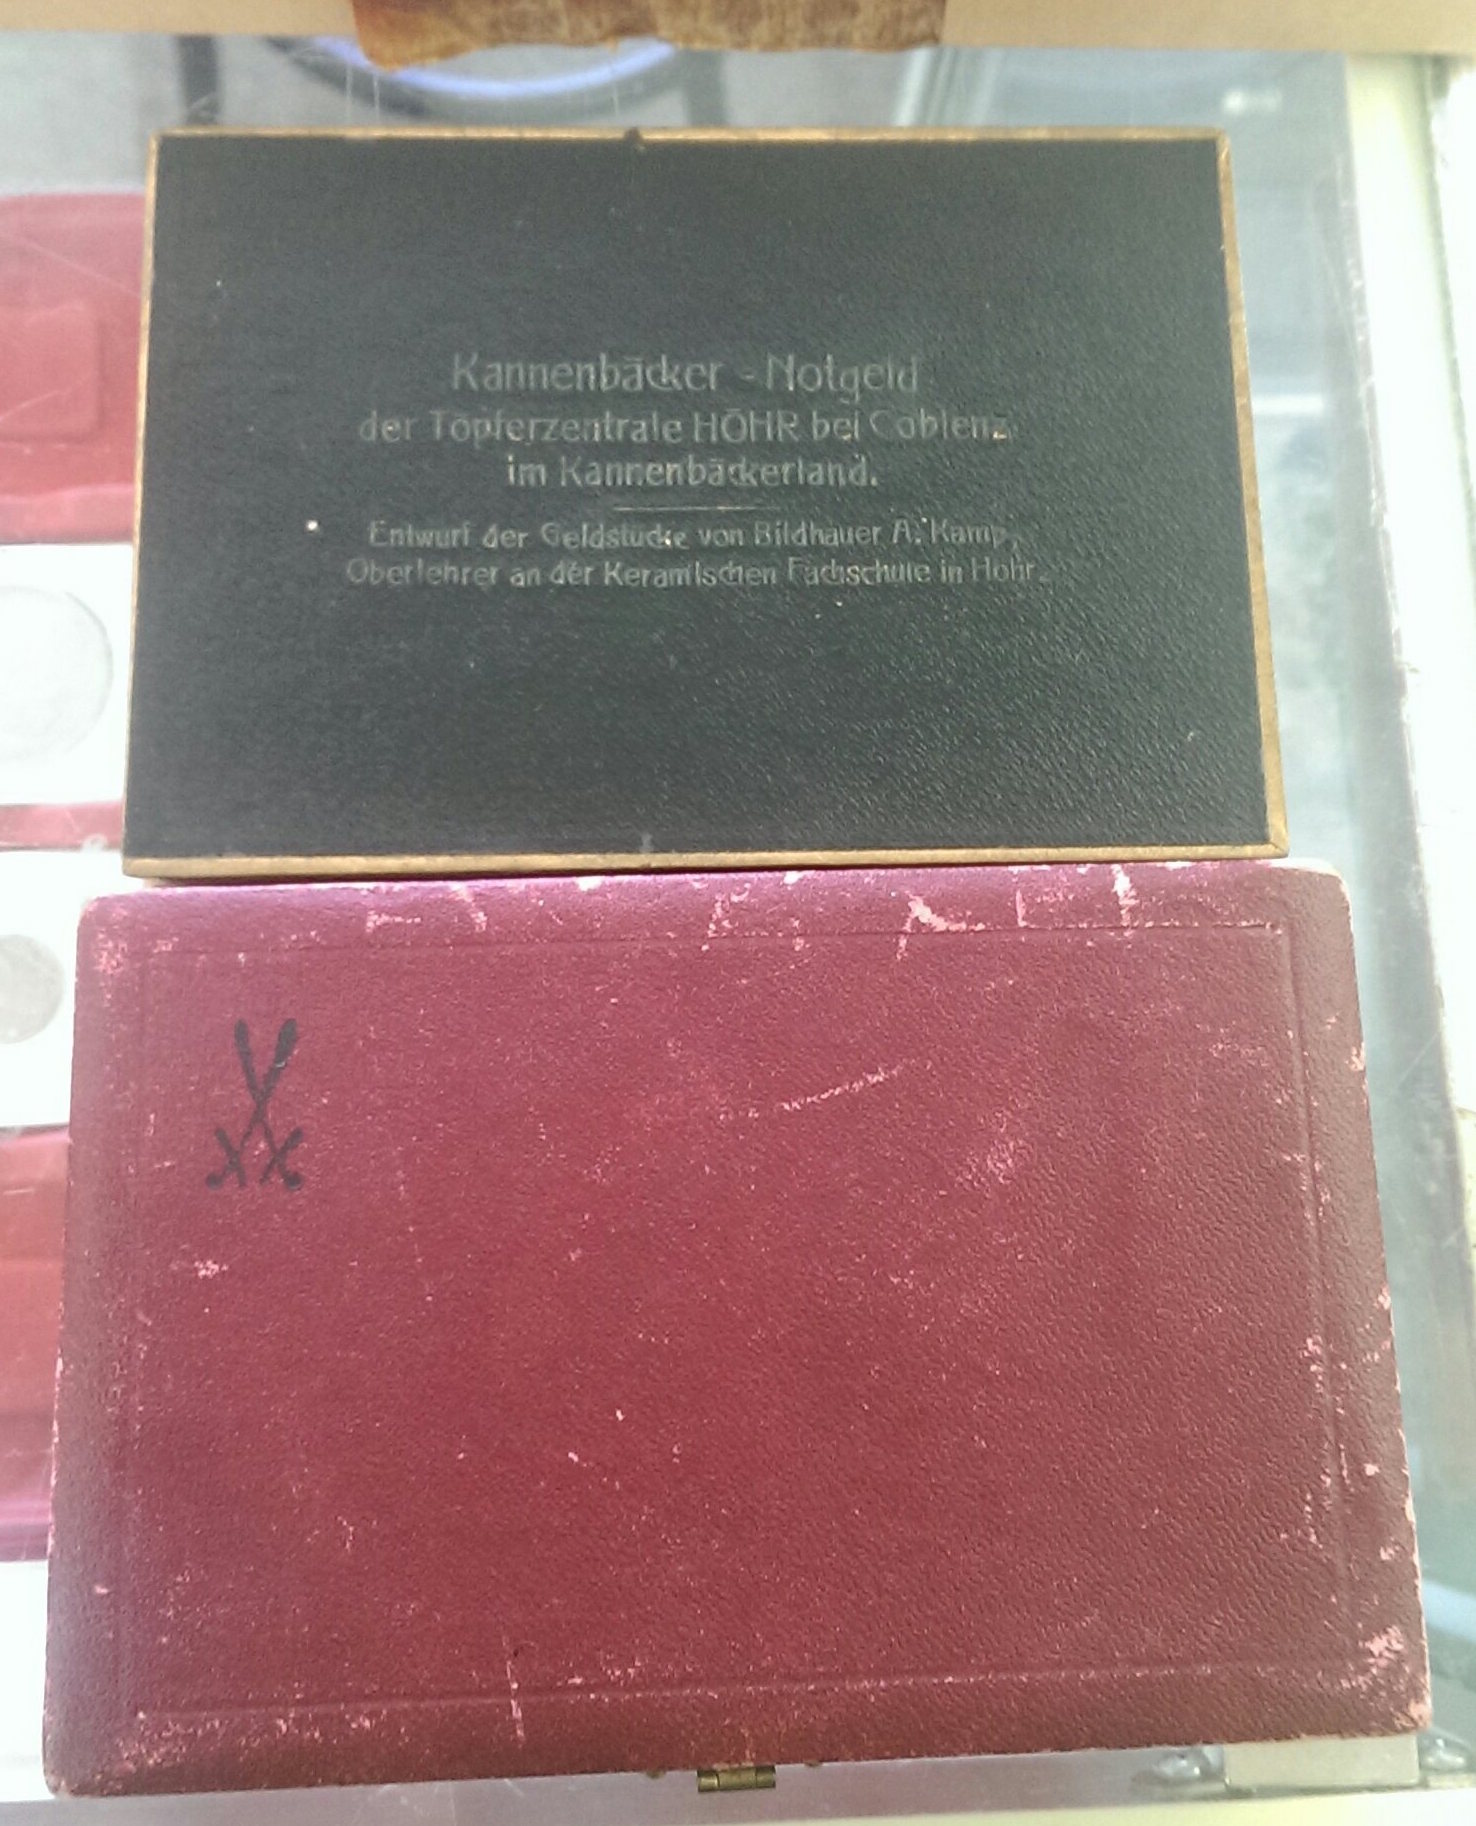 Kannenbäcker - Notgeld
der Töpferzentrale HÖHR bei Coblenz
im Kannenbäckerland.
Entwurf der Geldstücke von Bildhauer A. Kamp,
Oberlehrer an der Keramischen Fachschule in Höhr.